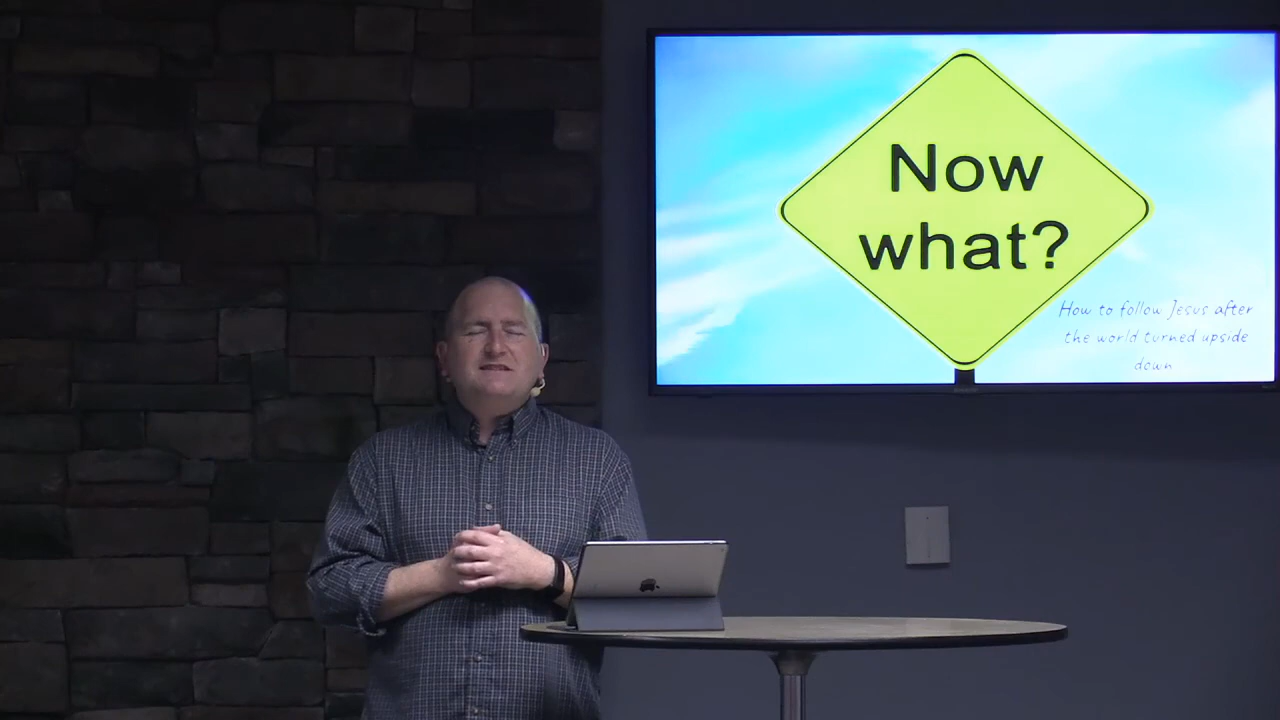 Now
what?
How to follow Jesus after
the world turned upside
down